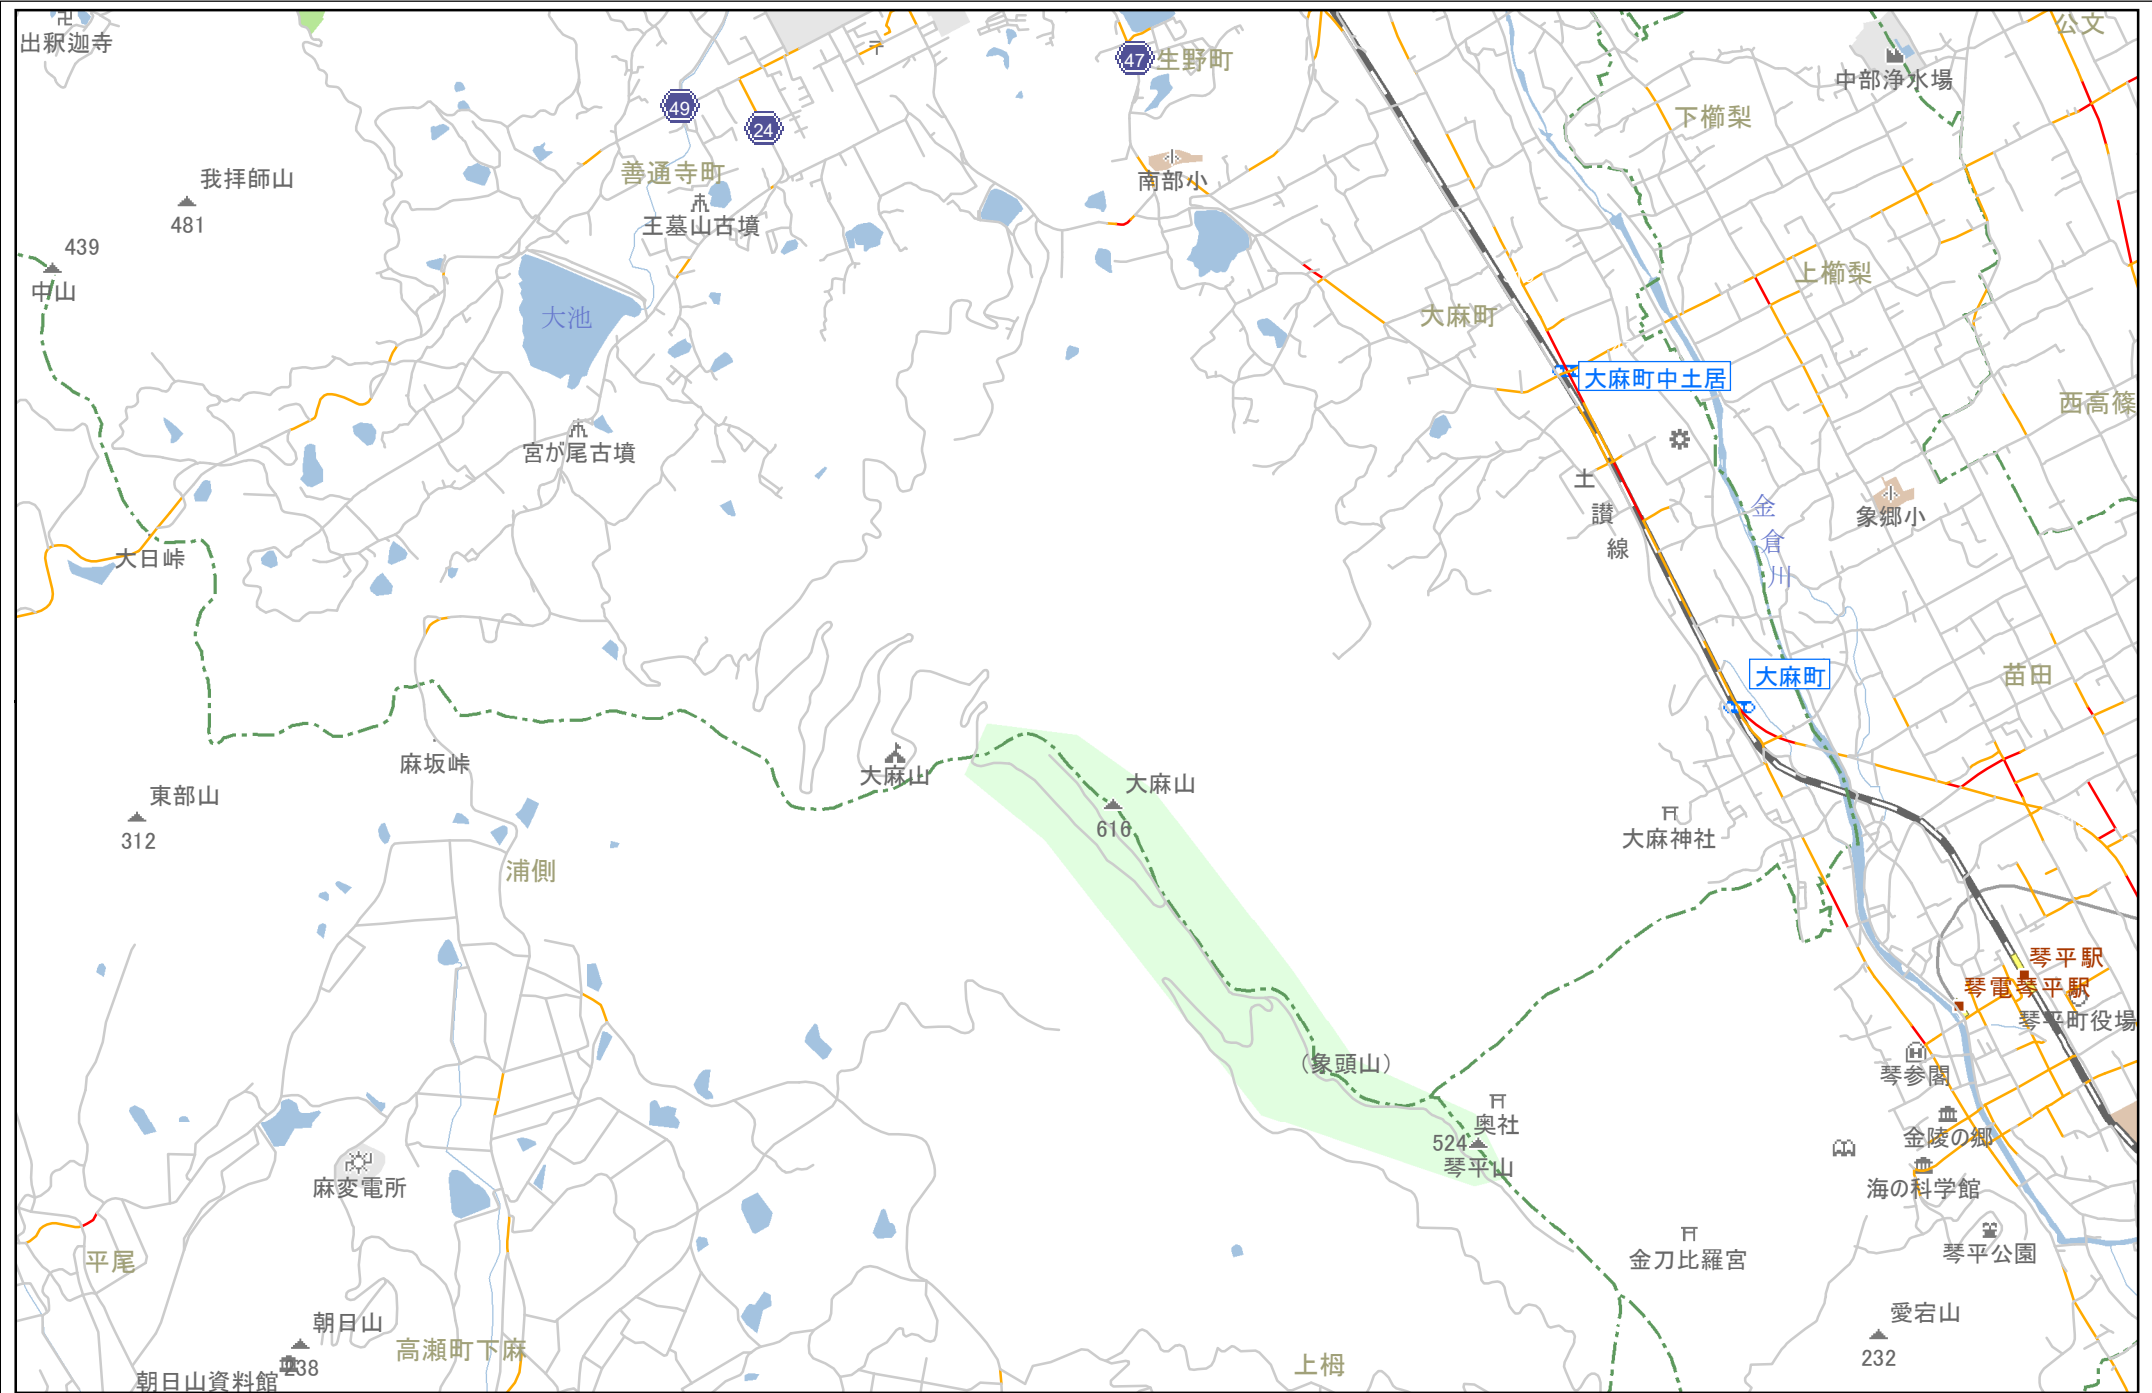 出釈迦寺
公文
47
生野町
中部浄水場
49
24
下櫛梨
善通寺町
南部小
我拝師山
481
王墓山古墳
439
中山
上櫛梨
大池
大麻町
大麻町中土居
西高篠
宮が尾古墳
土讃線
金倉川
象郷小
大日峠
大麻町
苗田
麻坂峠
大麻山
大麻山
616
東部山
312
大麻神社
浦側
琴平駅
琴電琴平駅
琴平町役場
(象頭山)
琴参閣
奥社
524
琴平山
金陵の郷
麻変電所
海の科学館
平尾
金刀比羅宮
琴平公園
朝日山
238
愛宕山
232
高瀬町下麻
上栂
朝日山資料館